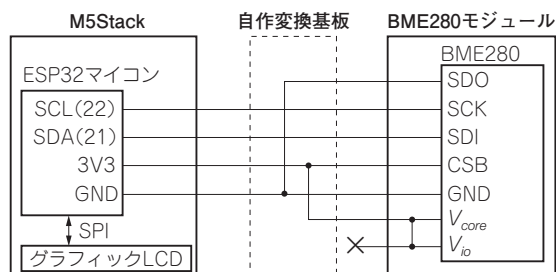 M5Stack
自作変換基板
BME280モジュール
ESP32マイコン
SCL(22)
SDA(21)
3V3
GND
SPI
グラフィックLCD
BME280
SDO
SCK
SDI
CSB
GND
Vcore
Vio